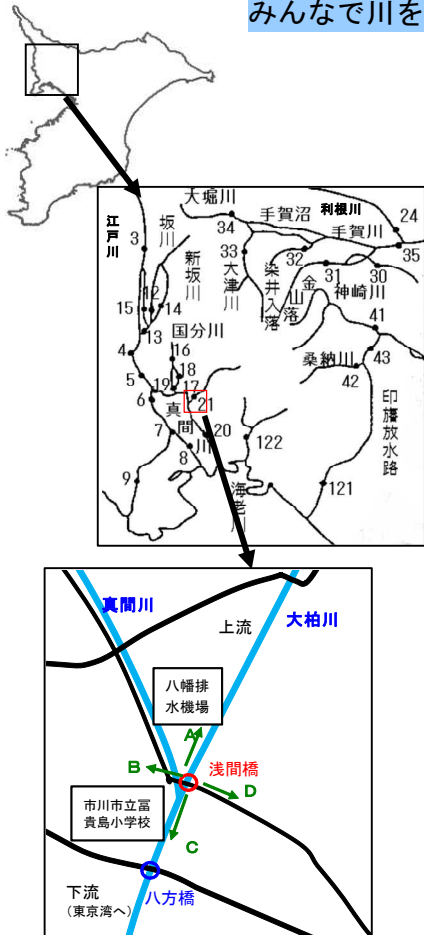 みんなで川を
大堀川
利根川
手賀沼
24
34
手賀川
江戸川
坂川
3
新坂川
33
大津川
染井入落
32
35
金山落
31
30
神崎川
12
15
14
13
国分川
41
16
4
桑納川
43
18
5
42
19
17
6
21
真間川
印旛放水路
7
20
122
8
9
海老川
121
真間川
上流
大柏川
八幡排
水機場
A
浅間橋
B
D
市川市立冨
貴島小学校
C
下流
(東京湾へ)
八方橋